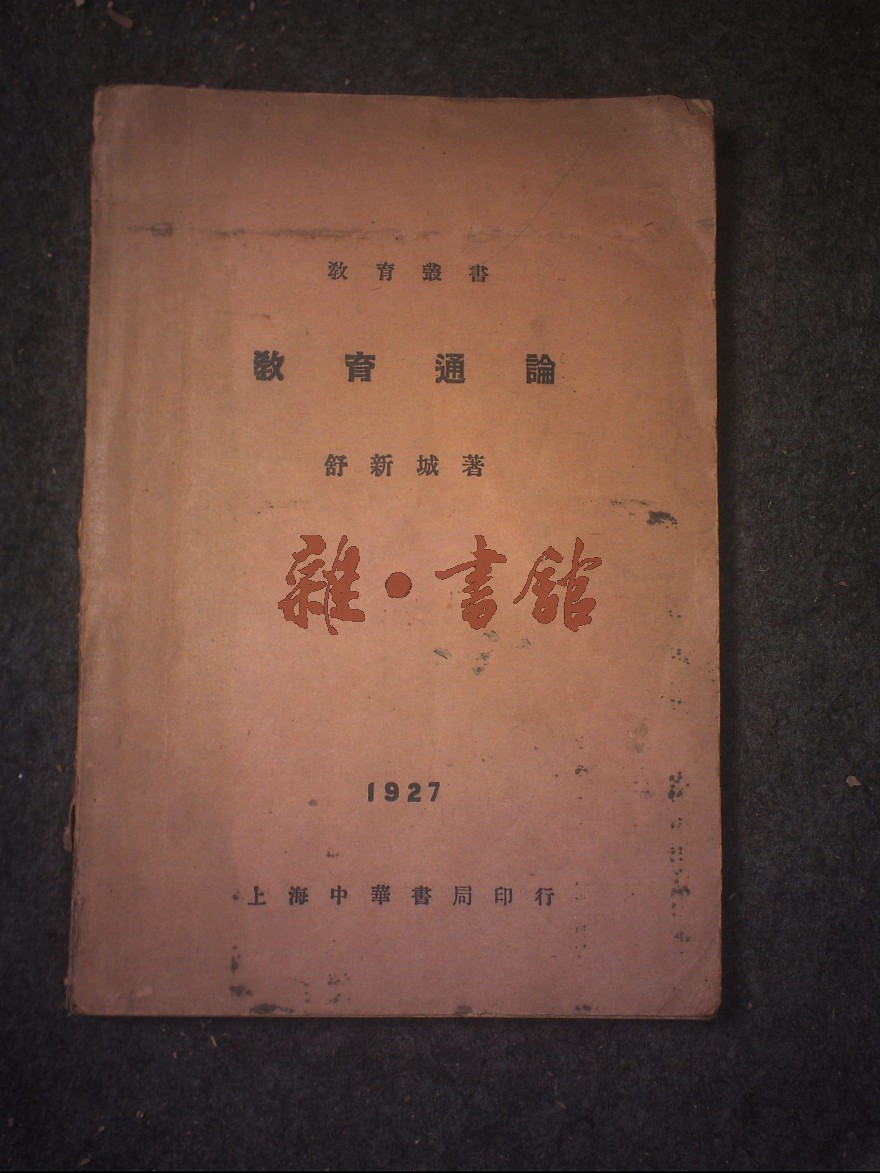 教育叢書
教育通論
舒新城著
雜·書館
1927
上海中華書局印行